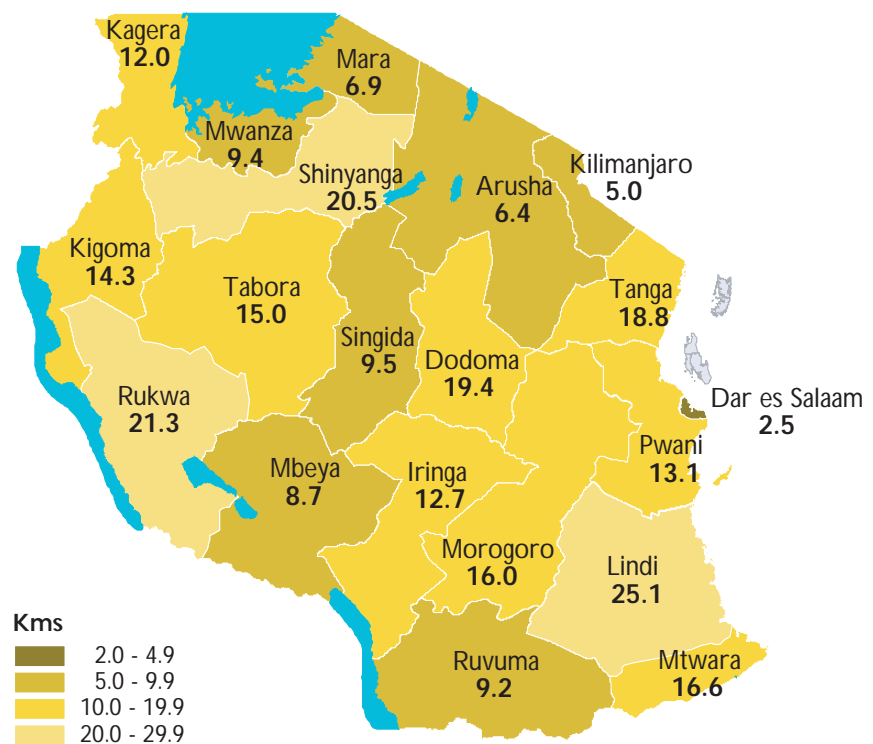 Kagera
12.0
Mara
6.9
Mwanza
9.4
Shinyanga
20.5
Arusha
6.4
Kilimanjaro
5.0
Kigoma
14.3
Tabora
15.0
Singida
9.5
Dodoma
19.4
Tanga
18.8
Rukwa
21.3
Dar es Salaam
2.5
Pwani
13.1
Mbeya
8.7
Iringa
12.7
Morogoro
16.0
Lindi
25.1
Ruvuma
9.2
Mtwara
16.6
Kms
2.0 - 4.9
5.0 - 9.9
10.0 - 19.9
20.0 - 29.9